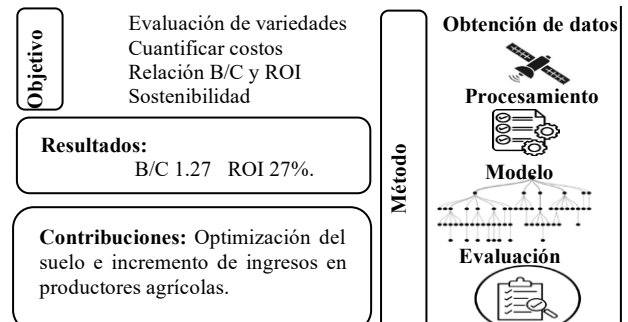 Objetivo
Evaluación de variedades
Cuantificar costos
Relación B/C y ROI
Sostenibilidad
Resultados:
B/C 1.27 ROI 27%.
Contribuciones: Optimización del
suelo e incremento de ingresos en
productores agrícolas.
Método
Obtención de datos
Procesamiento
Modelo
Evaluación